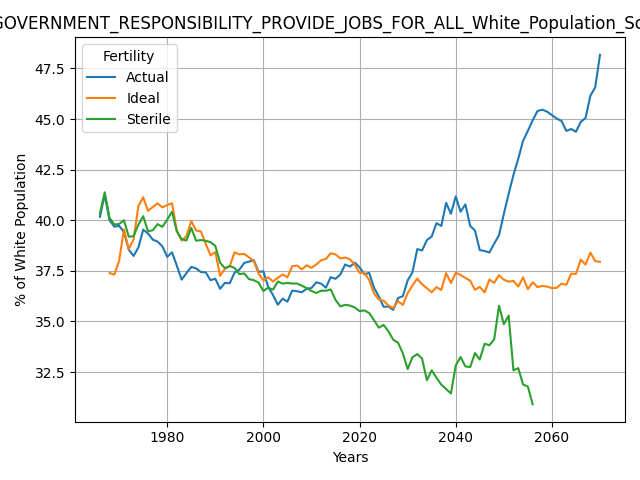 GOVERNMENT_RESPONSIBILITY_PROVIDE_JOBS_FOR_ALL_White_Population_Sc
Fertility
Actual
Ideal
Sterile
% of White Population
47.5
45.0
42.5
40.0
37.5
35.0
32.5
1980 2000 2020 2040 2060
Years